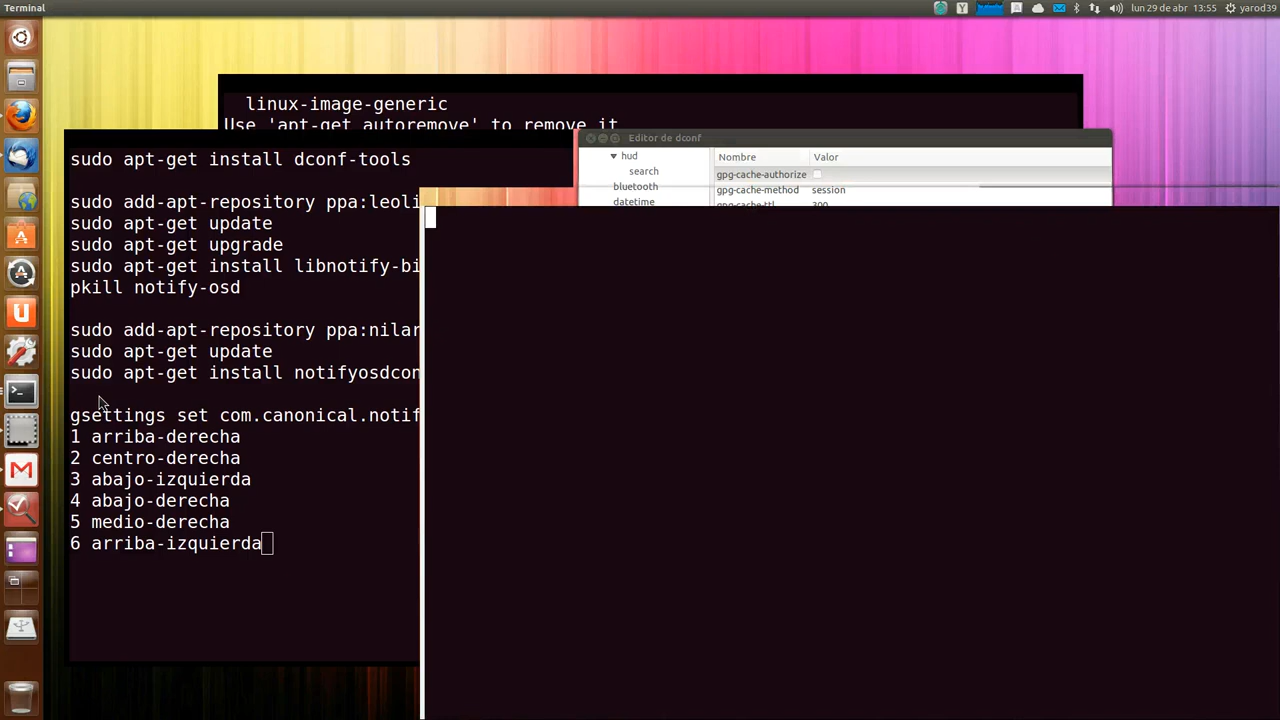 Terminal
lun 29 de abr
13:55
yarod39
linux-image-generic
Use 'apt-get autoremove' to remove it
sudo apt-get install dconf-tools
sudo add-apt-repository ppa:leoli
sudo apt-get update
sudo apt-get upgrade
sudo apt-get install libnotify-bi
pkill notify-osd
sudo add-apt-repository ppa:nilar
sudo apt-get update
sudo apt-get install notifyosdcon
gsettings set com.canonical.notif
1 arriba-derecha
2 centro-derecha
3 abajo-izquierda
4 abajo-derecha
5 medio-derecha
6 arriba-izquierda
Editor de dconf
hud
search
bluetooth
datetime
Nombre Valor
gpg-cache-authorize
gpg-cache-method session
gpg-cache-ttl 300